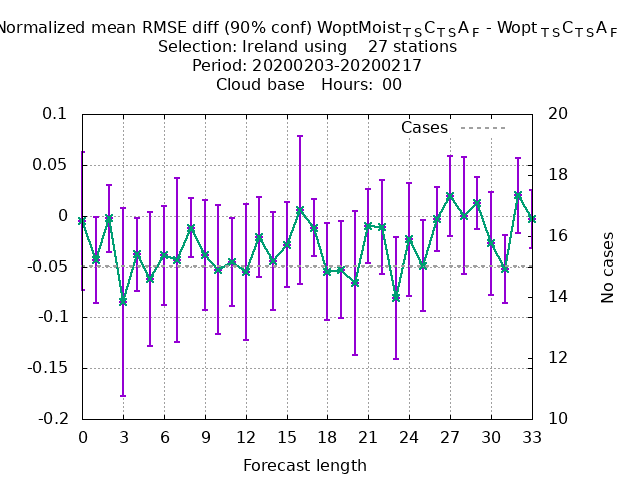 Normalized mean RMSE diff (90% conf) WoptMoist_TSC_TSA_F - Wopt_TSC_TSA_F
Selection: Ireland using 27 stations
Period: 20200203-20200217
Cloud base Hours: 00
0.1 20
Cases
0.05 18
0 16
-0.05
-0.1 14
-0.15 12
-0.2 10
No cases
0 3 6 9 12 15 18 21 24 27 30 33
Forecast length